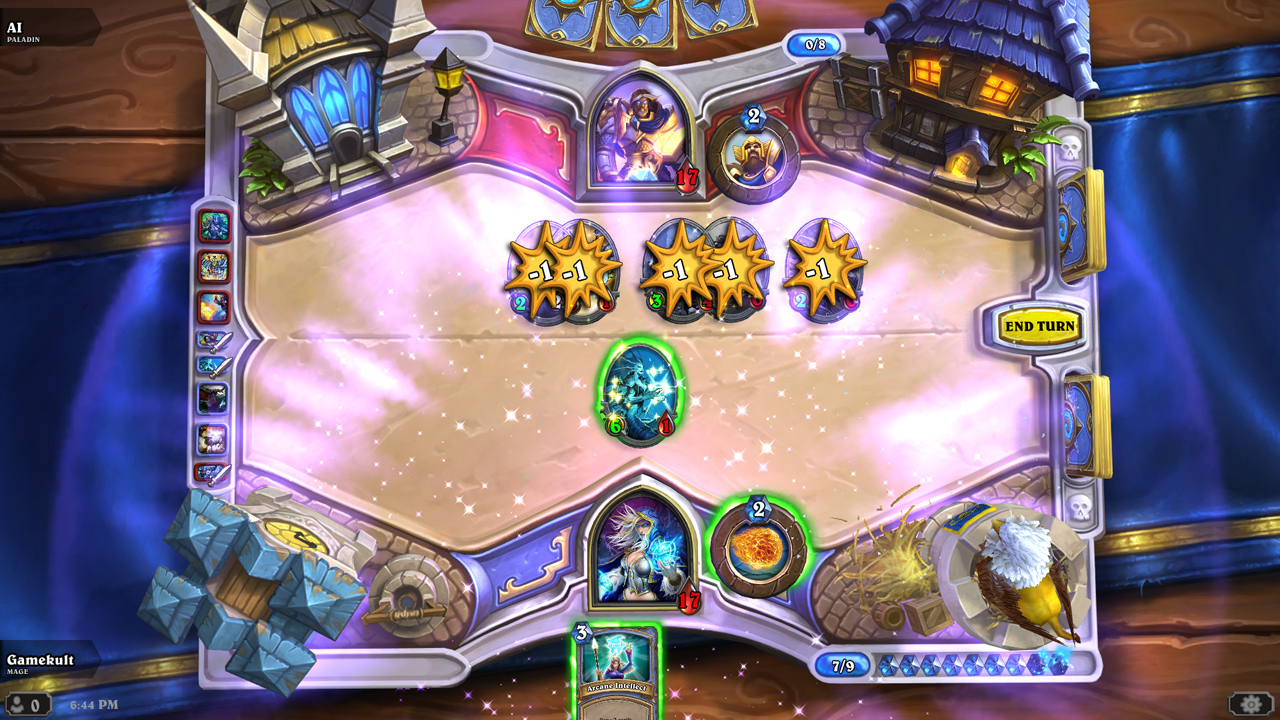 AI
PALADIN
0/8
2
17
-1 -1 -1 -1 -1
2 3 2
END TURN
6 1
2
17
3
Arcane Intellect
Gamekult
MAGE
7/9
0
6:44 PM